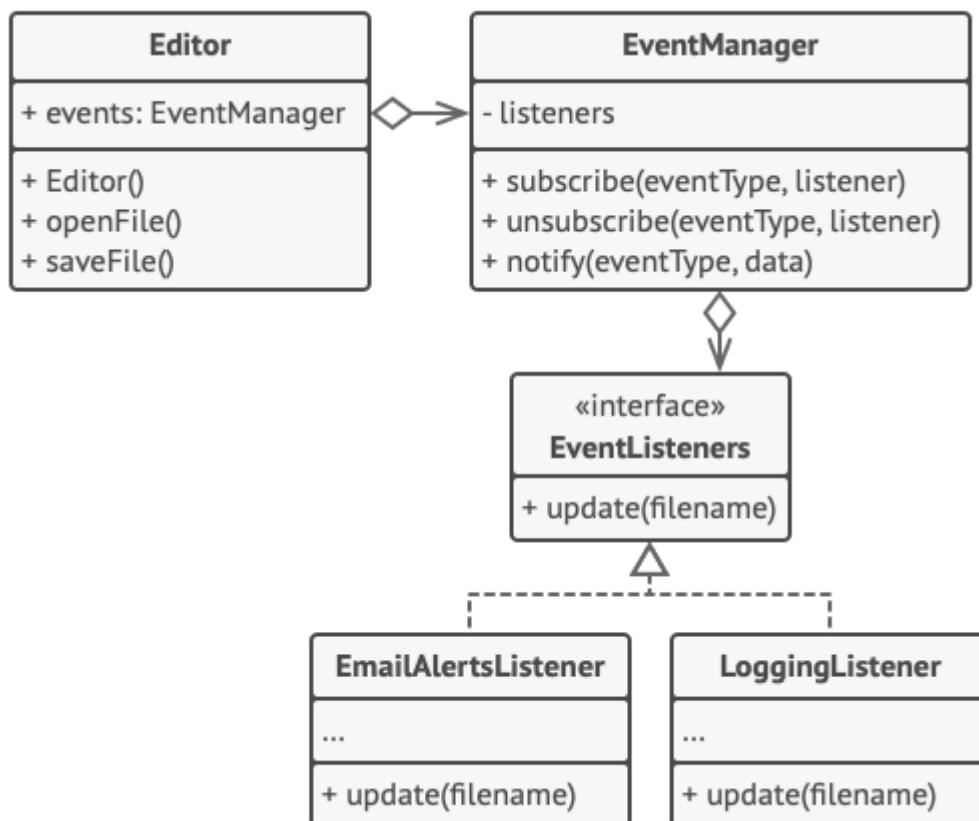 Editor
+ events: EventManager
+ Editor()
+ openFile()
+ saveFile()
EventManager
- listeners
+ subscribe(eventType, listener)
+ unsubscribe(eventType, listener)
+ notify(eventType, data)
«interface»
EventListeners
+ update(filename)
EmailAlertsListener
...
+ update(filename)
LoggingListener
...
+ update(filename)